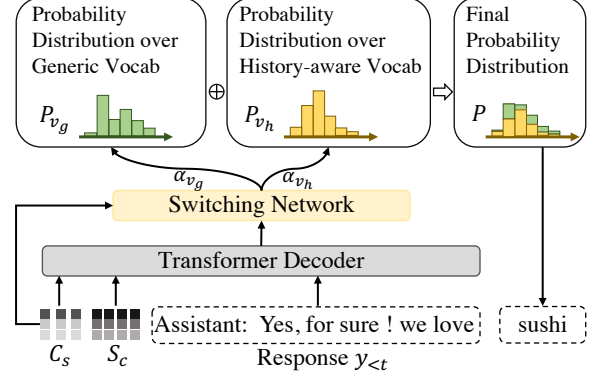 Probability
Distribution over
Generic Vocab
P_{v_g}
⊕
Probability
Distribution over
History-aware Vocab
P_{v_h}
Final
Probability
Distribution
P
α_{v_g}
α_{v_h}
Switching Network
Transformer Decoder
C_s
S_c
Assistant: Yes, for sure ! we love
Response y_{<t}
sushi